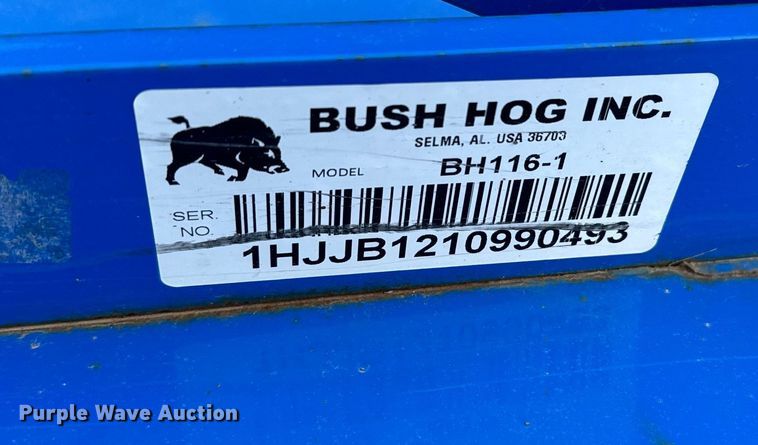 BUSH HOG INC.
SELMA, AL. USA 36703
MODEL BH116-1
SER. NO.
1HJJB1210990493
Purple Wave Auction